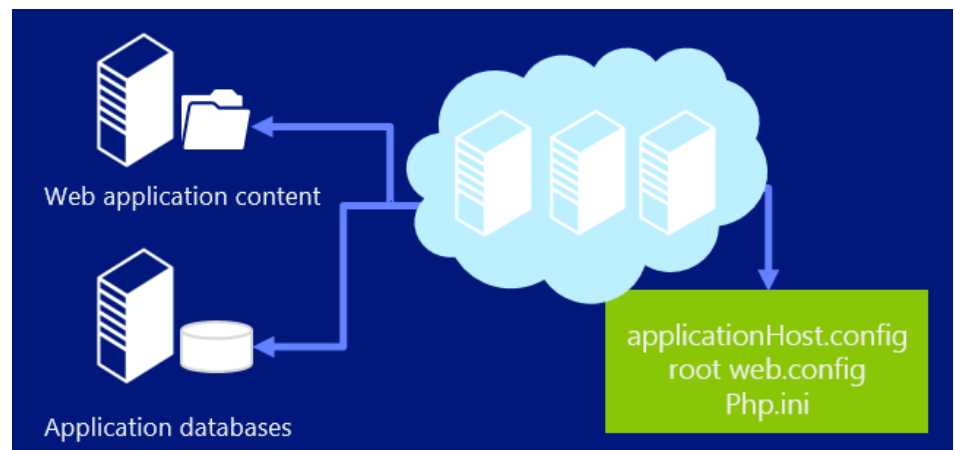 Web application content
Application databases
applicationHost.config
root web.config
Php.ini